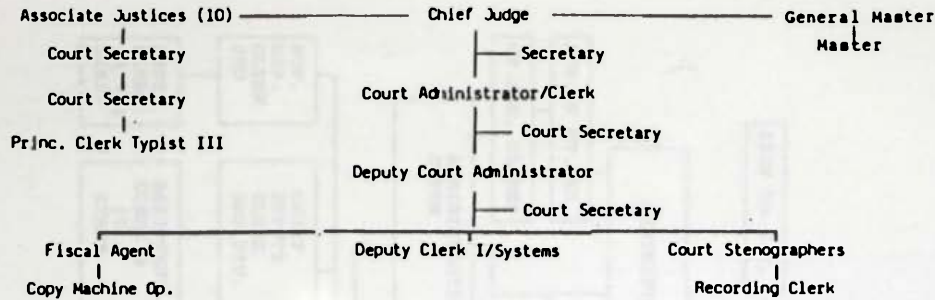 Associate Justices (10) Chief Judge General Master
Master
Court Secretary Secretary
Court Secretary Court Administrator/Clerk
Court Secretary
Princ. Clerk Typist III
Deputy Court Administrator
Court Secretary
Fiscal Agent Deputy Clerk I/Systems Court Stenographers
Copy Machine Op. Recording Clerk